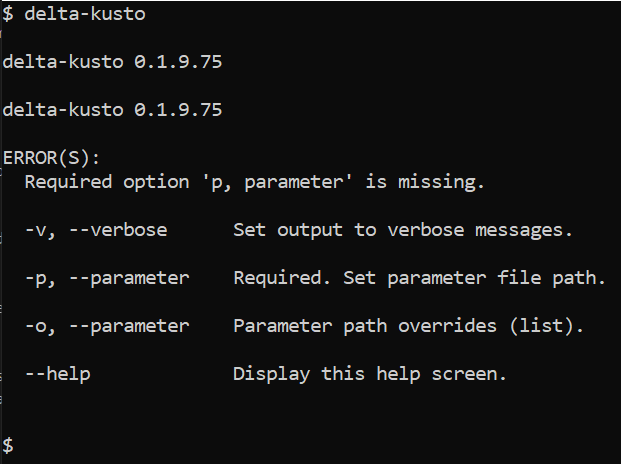 $ delta-kusto
delta-kusto 0.1.9.75
delta-kusto 0.1.9.75
ERROR(S):
Required option 'p, parameter' is missing.
-v, --verbose Set output to verbose messages.
-p, --parameter Required. Set parameter file path.
-o, --parameter Parameter path overrides (list).
--help Display this help screen.
$